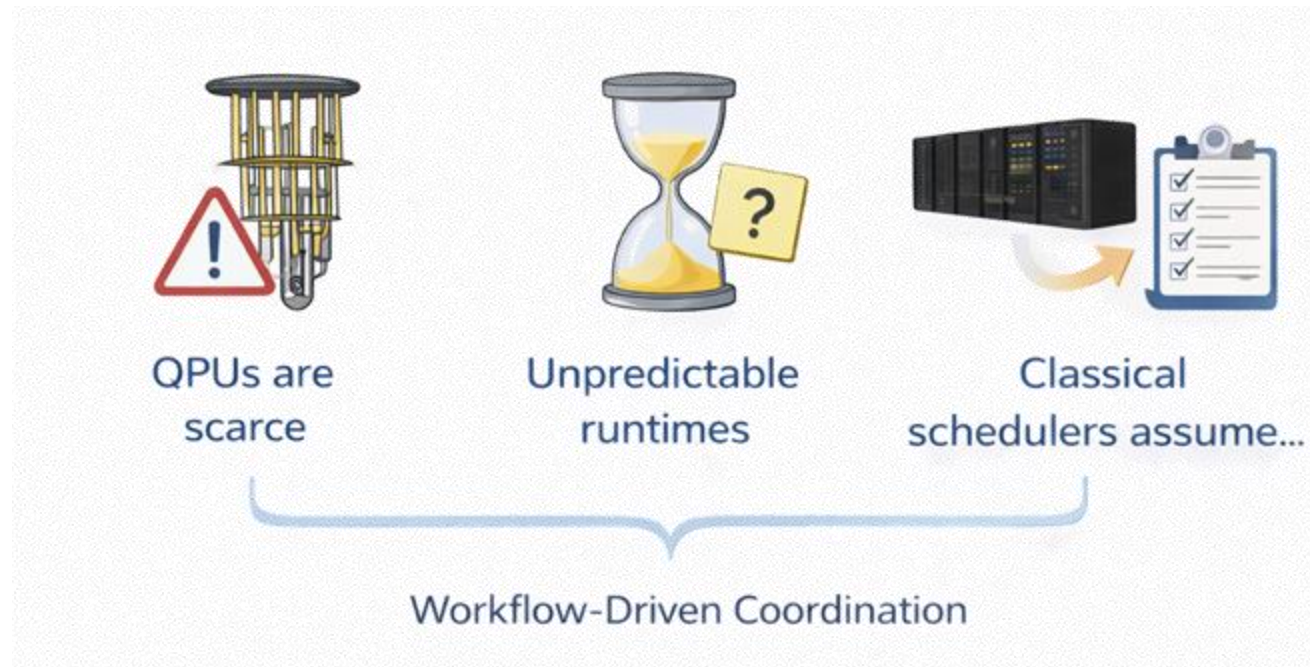 !
?
QPUs are
scarce
Unpredictable
runtimes
Classical
schedulers assume...
Workflow-Driven Coordination